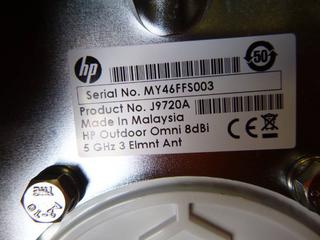 hp
50
Serial No. MY46FFS003
Product No. J9720A
Made In Malaysia
HP Outdoor Omni 8dBi
5 GHz 3 Elmnt Ant
CE